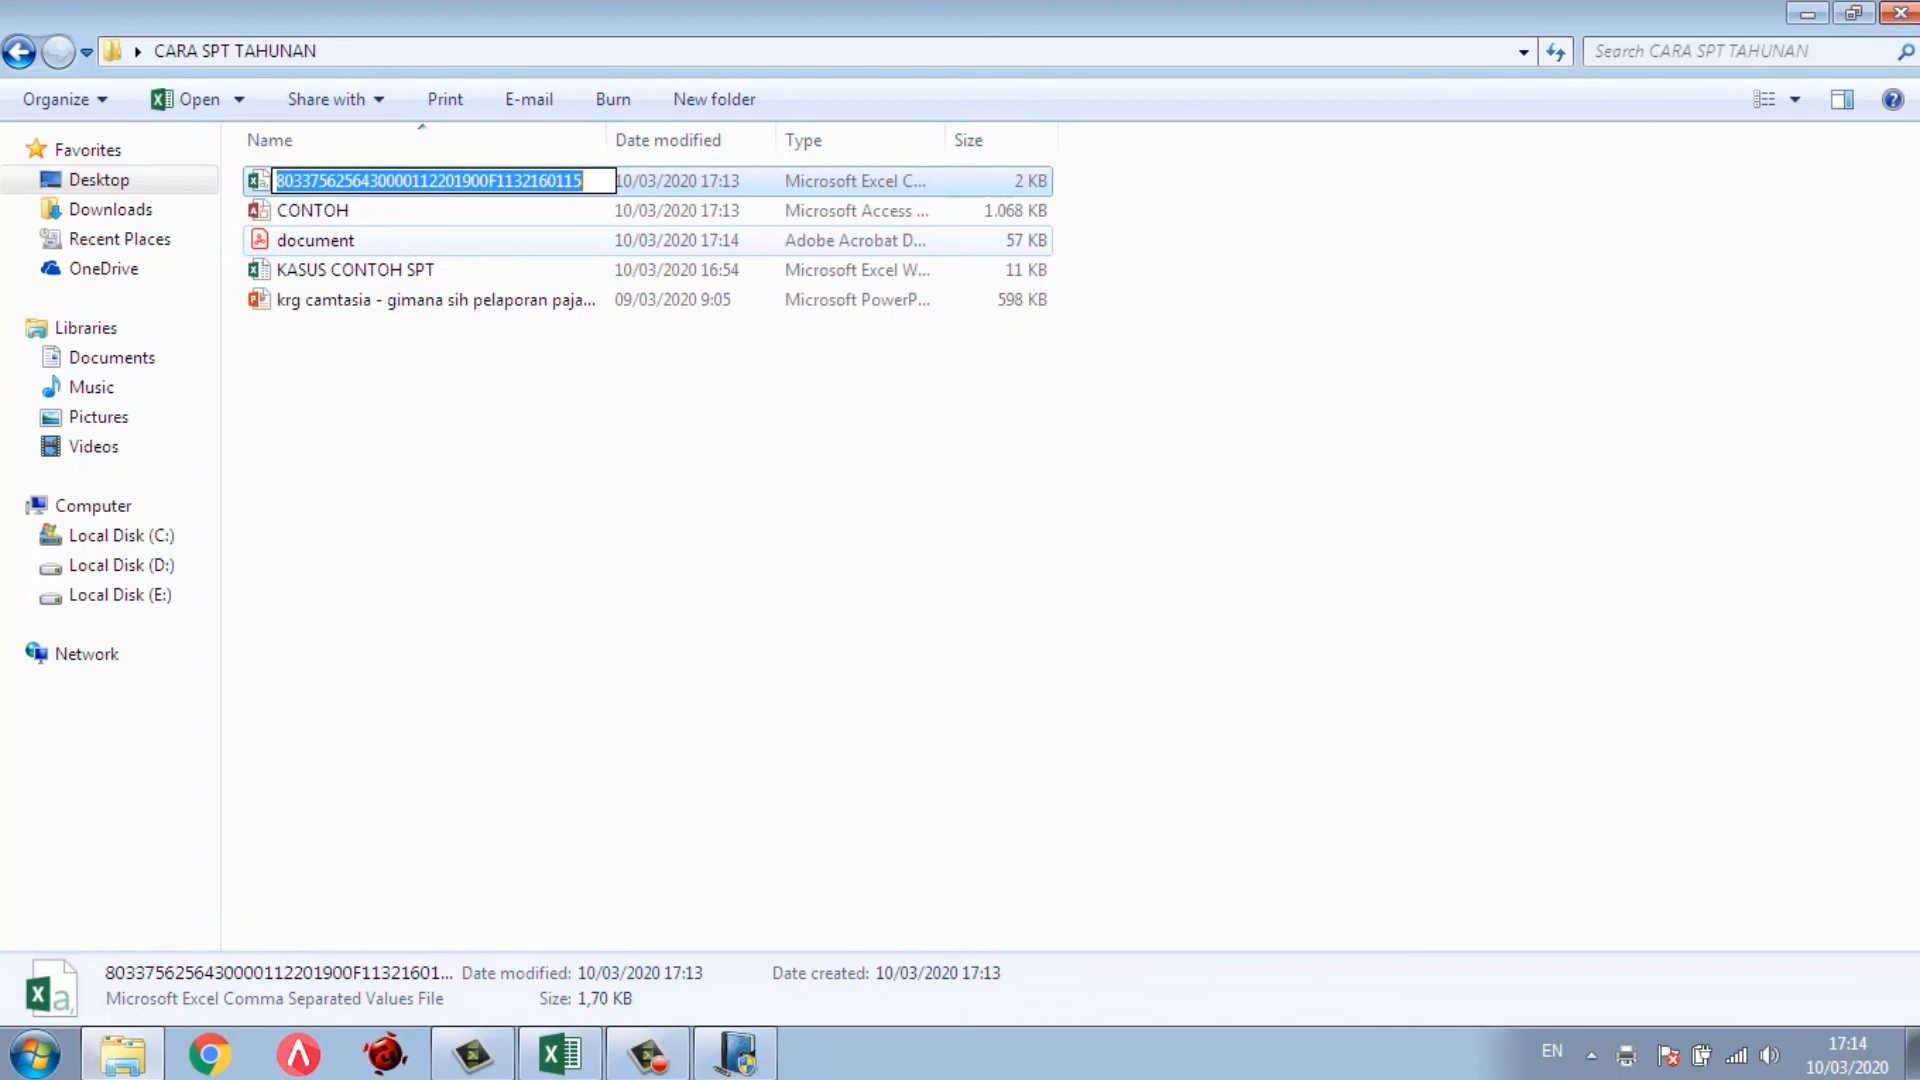 CARA SPT TAHUNAN
Search CARA SPT TAHUNAN
Organize Open Share with Print E-mail Burn New folder
Name Date modified Type Size
Favorites
Desktop
Downloads
Recent Places
OneDrive
Libraries
Documents
Music
Pictures
Videos
Computer
Local Disk (C:)
Local Disk (D:)
Local Disk (E:)
Network
803375625643000011220190​0F1132160115 10/03/2020 17:13 Microsoft Excel C... 2 KB
CONTOH 10/03/2020 17:13 Microsoft Access ... 1.068 KB
document 10/03/2020 17:14 Adobe Acrobat D... 57 KB
KASUS CONTOH SPT 10/03/2020 16:54 Microsoft Excel W... 11 KB
krg camtasia - gimana sih pelaporan paja... 09/03/2020 9:05 Microsoft PowerP... 598 KB
8033756256430000112201900F11321601... Date modified: 10/03/2020 17:13 Date created: 10/03/2020 17:13
Microsoft Excel Comma Separated Values File Size: 1,70 KB
EN
17:14
10/03/2020